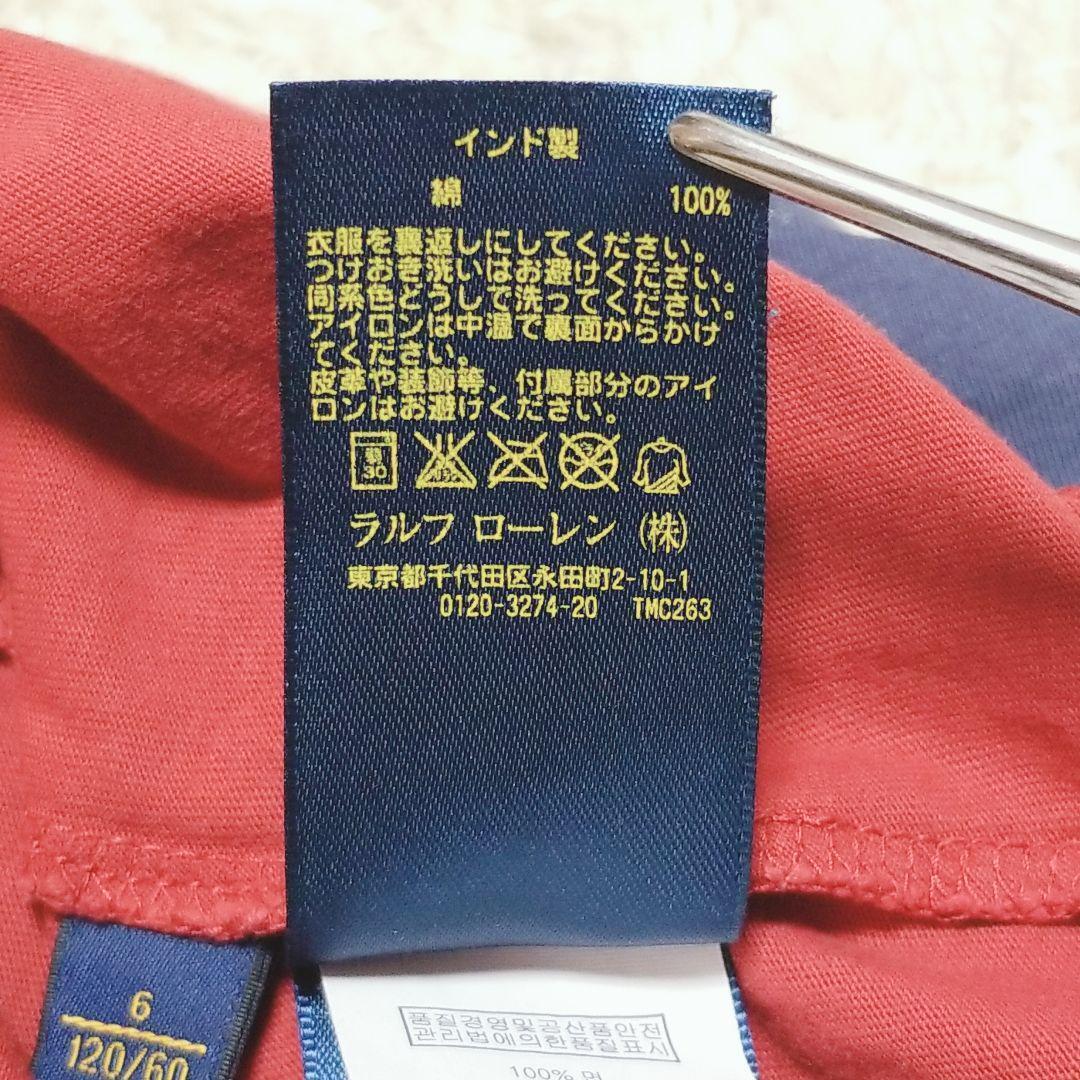 インド製
綿 100%
衣服を裏返しにしてください。
つけおき洗いはお避けください。
同系色どうしで洗ってください。
アイロンは中温で裏面からかけ
てください。
皮革や装飾等、付属部分のアイ
ロンはお避けください。
弱
30
ラルフ ローレン (株)
東京都千代田区永田町2-10-1
0120-3274-20 TMC263
6
120/60
품질경영및공산품안전
관리법에의한품질표시
100% 면